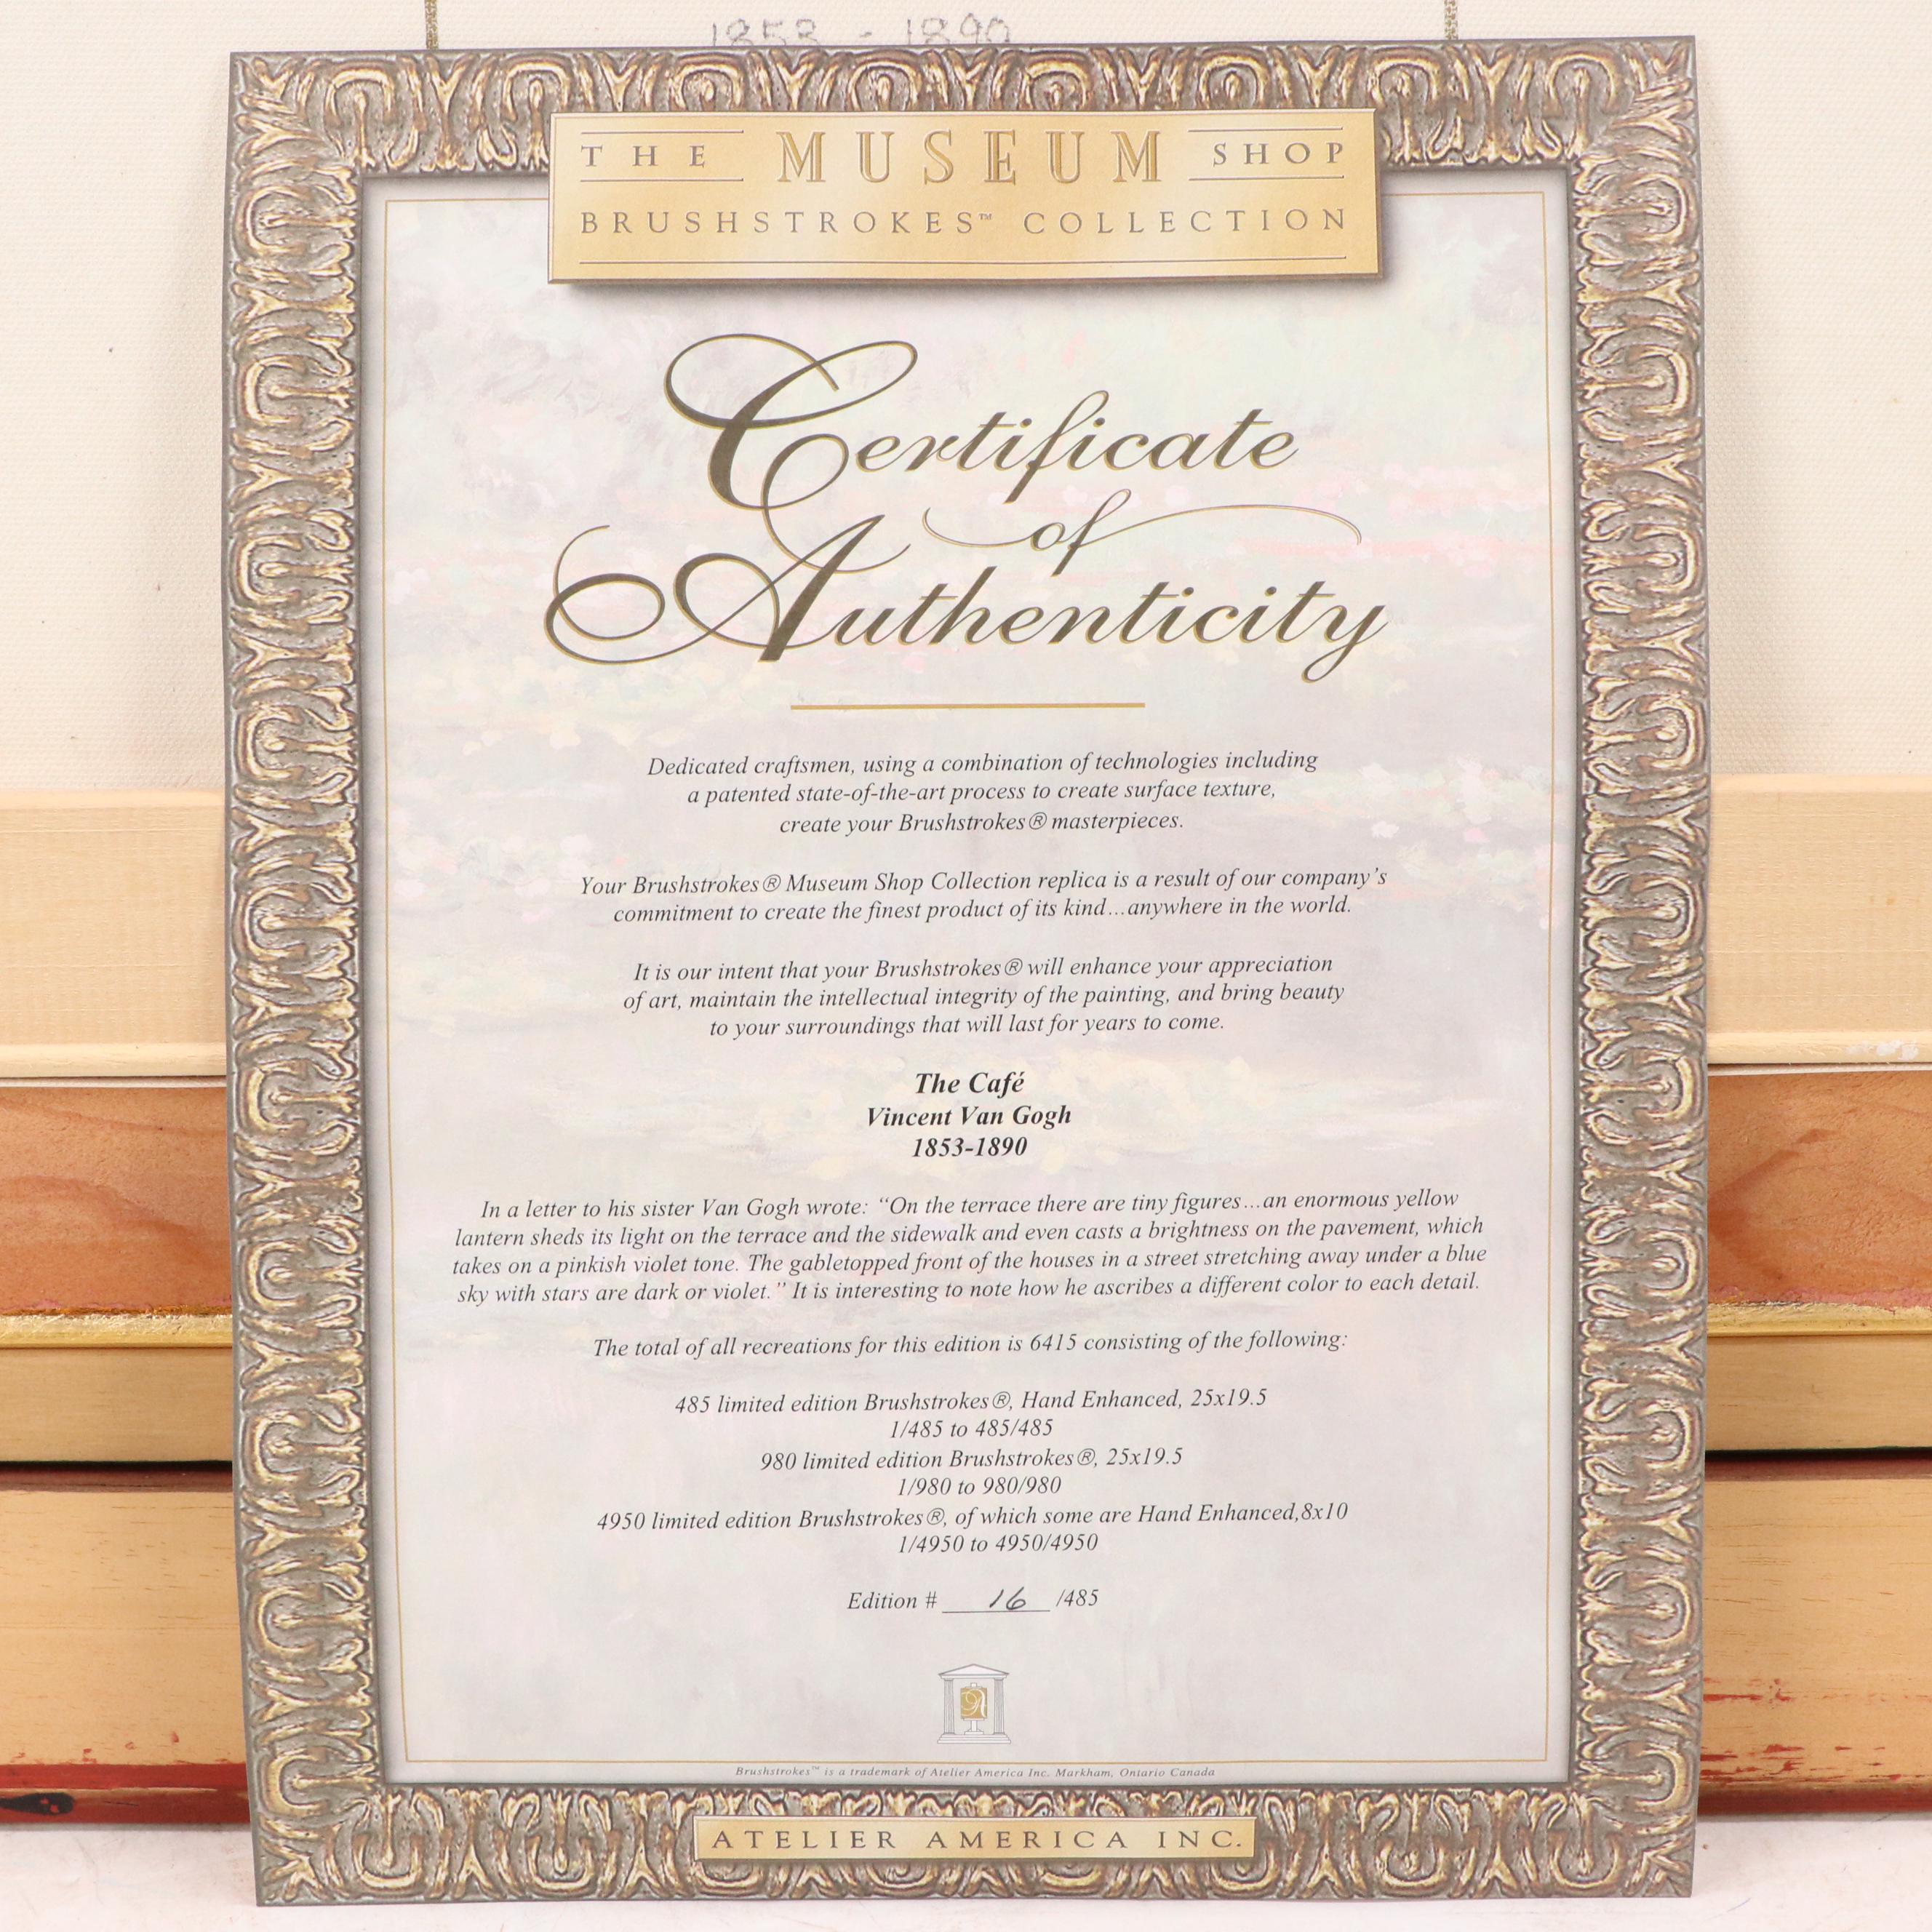 1853 - 1890
THE MUSEUM SHOP
BRUSHSTROKES™ COLLECTION
Certificate
of
Authenticity
Dedicated craftsmen, using a combination of technologies including
a patented state-of-the-art process to create surface texture,
create your Brushstrokes® masterpieces.
Your Brushstrokes® Museum Shop Collection replica is a result of our company's
commitment to create the finest product of its kind...anywhere in the world.
It is our intent that your Brushstrokes® will enhance your appreciation
of art, maintain the intellectual integrity of the painting, and bring beauty
to your surroundings that will last for years to come.
The Café
Vincent Van Gogh
1853-1890
In a letter to his sister Van Gogh wrote: “On the terrace there are tiny figures...an enormous yellow
lantern sheds its light on the terrace and the sidewalk and even casts a brightness on the pavement, which
takes on a pinkish violet tone. The gabletopped front of the houses in a street stretching away under a blue
sky with stars are dark or violet.” It is interesting to note how he ascribes a different color to each detail.
The total of all recreations for this edition is 6415 consisting of the following:
485 limited edition Brushstrokes®, Hand Enhanced, 25x19.5
1/485 to 485/485
980 limited edition Brushstrokes®, 25x19.5
1/980 to 980/980
4950 limited edition Brushstrokes®, of which some are Hand Enhanced,8x10
1/4950 to 4950/4950
Edition # 16 /485
A
Brushstrokes™ is a trademark of Atelier America Inc. Markham, Ontario Canada
ATELIER AMERICA INC.